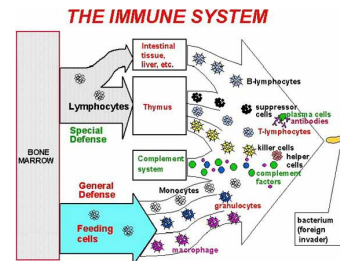 THE IMMUNE SYSTEM
Intestinal
tissue,
liver, etc.
B-lymphocytes
Lymphocytes
Thymus
suppressor
cells
plasma cells
antibodies
Special
Defense
T-lymphocytes
killer cells
BONE
MARROW
Complement
system
helper
cells
complement
factors
General
Defense
Monocytes
granulocytes
Feeding
cells
macrophage
bacterium
(foreign
invader)